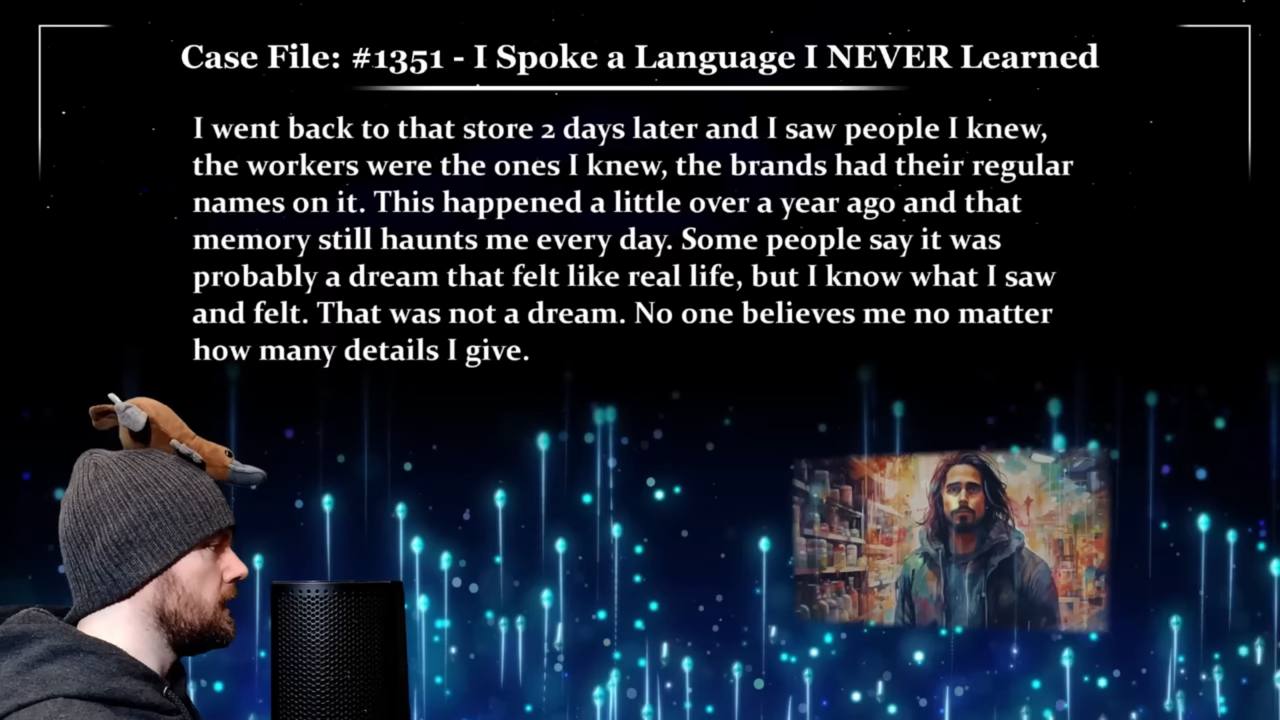 Case File: #1351 - I Spoke a Language I NEVER Learned
I went back to that store 2 days later and I saw people I knew,
the workers were the ones I knew, the brands had their regular
names on it. This happened a little over a year ago and that
memory still haunts me every day. Some people say it was
probably a dream that felt like real life, but I know what I saw
and felt. That was not a dream. No one believes me no matter
how many details I give.